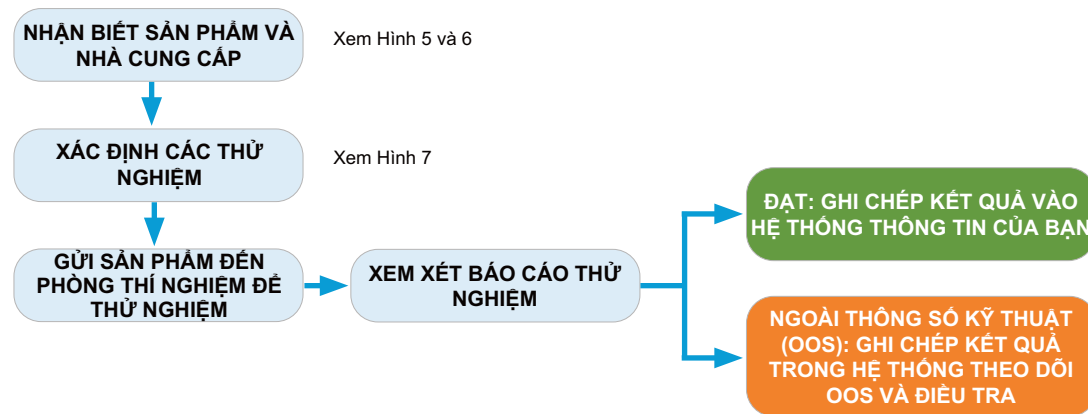 NHẬN BIẾT SẢN PHẨM VÀ
NHÀ CUNG CẤP
Xem Hình 5 và 6
XÁC ĐỊNH CÁC THỬ
NGHIỆM
Xem Hình 7
GỬI SẢN PHẨM ĐẾN
PHÒNG THÍ NGHIỆM ĐỂ
THỬ NGHIỆM
XEM XÉT BÁO CÁO THỬ
NGHIỆM
ĐẠT: GHI CHÉP KẾT QUẢ VÀO
HỆ THỐNG THÔNG TIN CỦA BẠN
NGOÀI THÔNG SỐ KỸ THUẬT
(OOS): GHI CHÉP KẾT QUẢ
TRONG HỆ THỐNG THEO DÕI
OOS VÀ ĐIỀU TRA